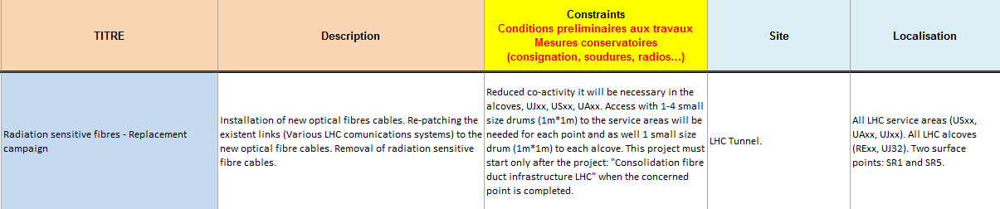 TITRE
Description
Constraints
Conditions preliminaires aux travaux
Mesures conservatoires
(consignation, soudures, radios…)
Site
Localisation
Radiation sensitive fibres - Replacement
campaign
Installation of new optical fibres cables. Re-patching the
existent links (Various LHC comunications systems) to the
new optical fibre cables. Removal of radiation sensitive
fibre cables.
Reduced co-activity it will be necessary in the
alcoves, UJxx, USxx, UAxx. Access with 1-4 small
size drums (1m*1m) to the service areas will be
needed for each point and as well 1 small size
drum (1m*1m) to each alcove. This project must
start only after the project: "Consolidation fibre
duct infrastructure LHC" when the concerned
point is completed.
LHC Tunnel.
All LHC service areas (USxx,
UAxx, UJxx). All LHC alcoves
(RExx, UJ32). Two surface
points: SR1 and SR5.